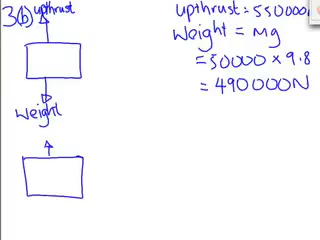 3(b) upthrust
weight
upthrust = 550000
Weight = mg
= 50000 × 9.8
= 490000N